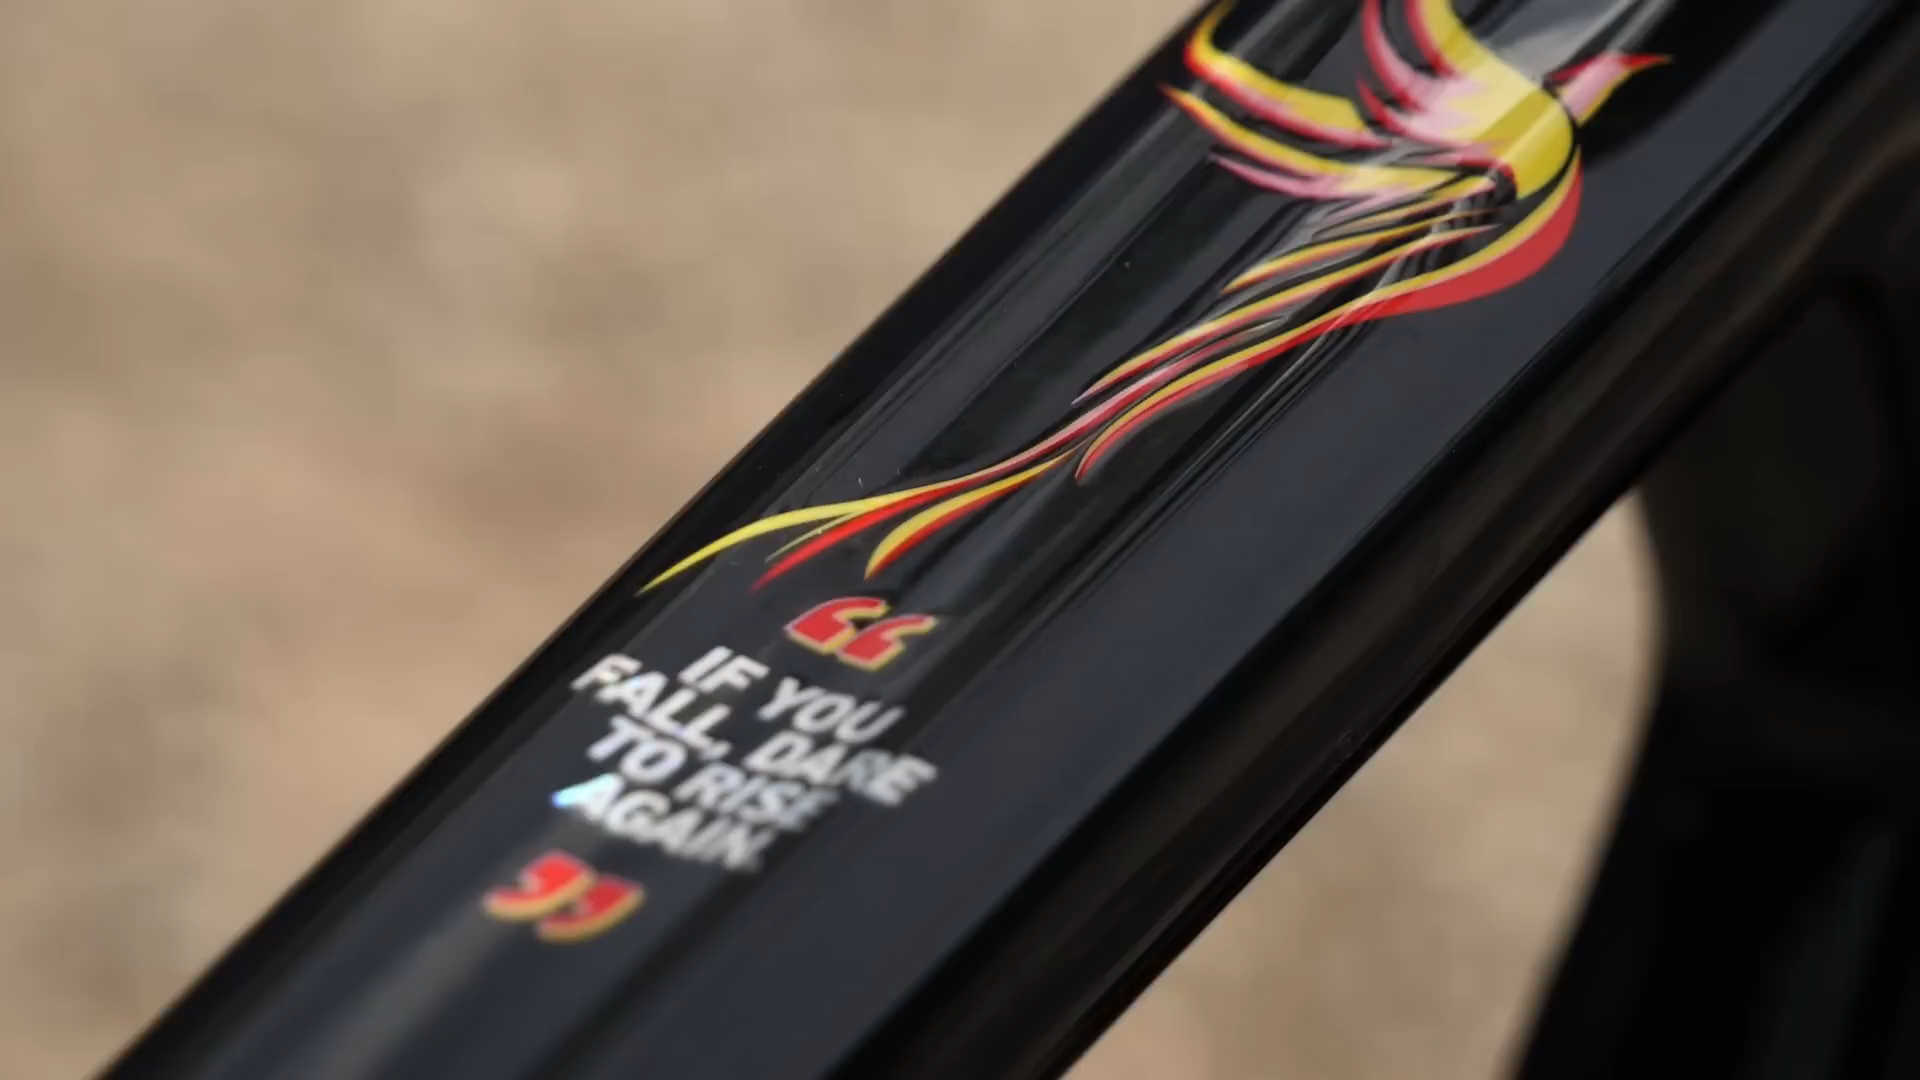 “
IF YOU
FALL, DARE
TO RISE
AGAIN.
”